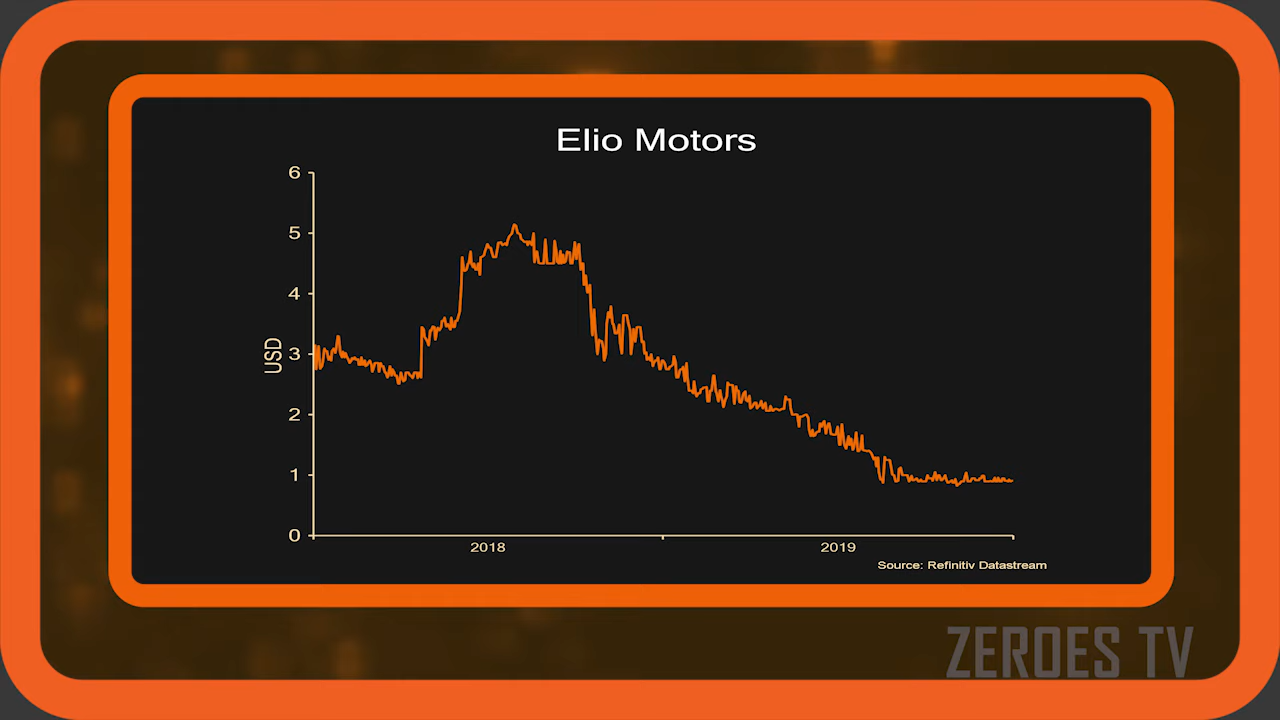 Elio Motors
6
5
4
3
2
1
0
USD
2018 2019
Source: Refinitiv Datastream
ZEROES TV